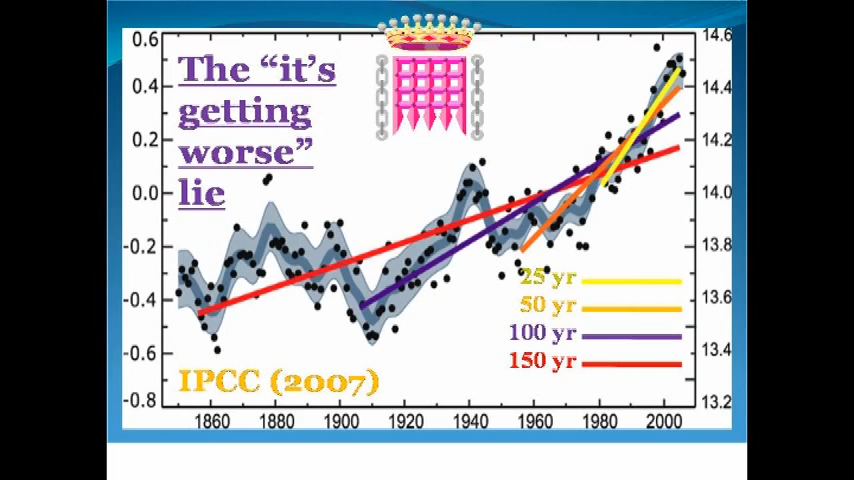 The “it’s
getting
worse”
lie
IPCC (2007)
0.6
0.4
0.2
0.0
-0.2
-0.4
-0.6
-0.8
14.6
14.4
14.2
14.0
13.8
13.6
13.4
13.2
25 yr
50 yr
100 yr
150 yr
1860 1880 1900 1920 1940 1960 1980 2000